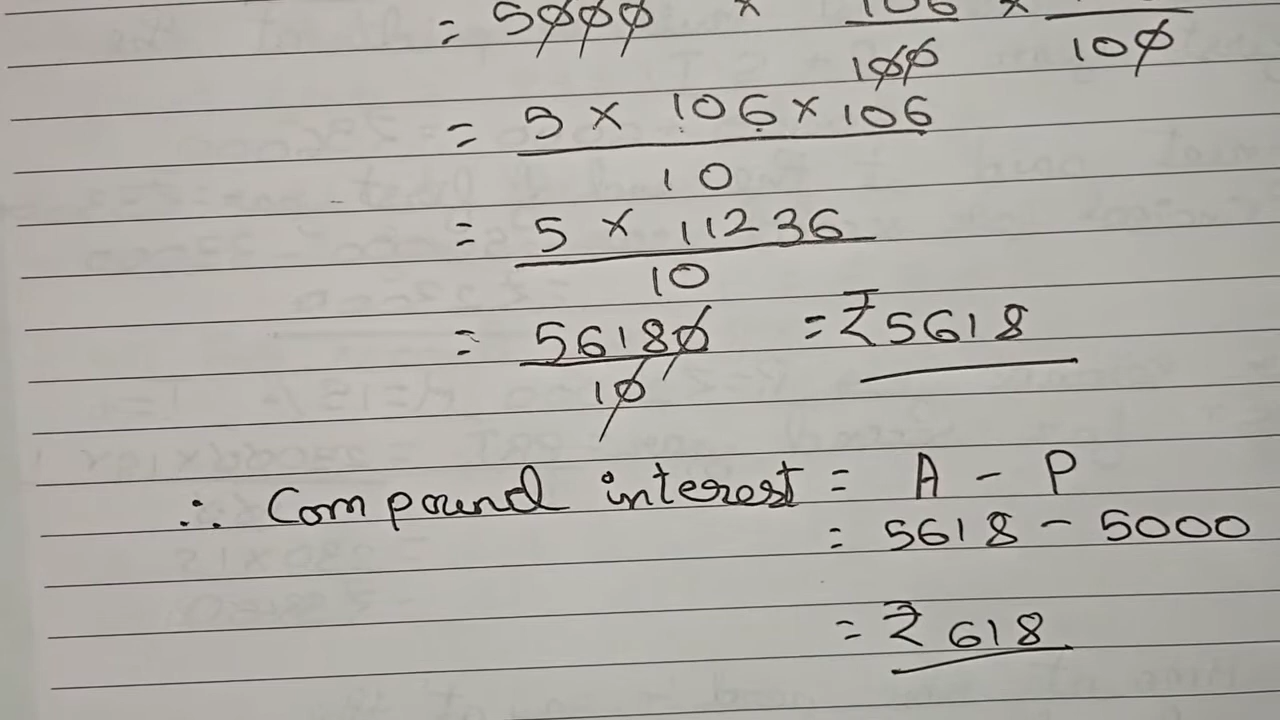 = 5000 × 106 ×
100 100
= 5 × 106 × 106
10
= 5 × 11236
10
= 56180 = ₹5618
10
∴ Compound interest = A - P
= 5618 - 5000
= ₹ 618